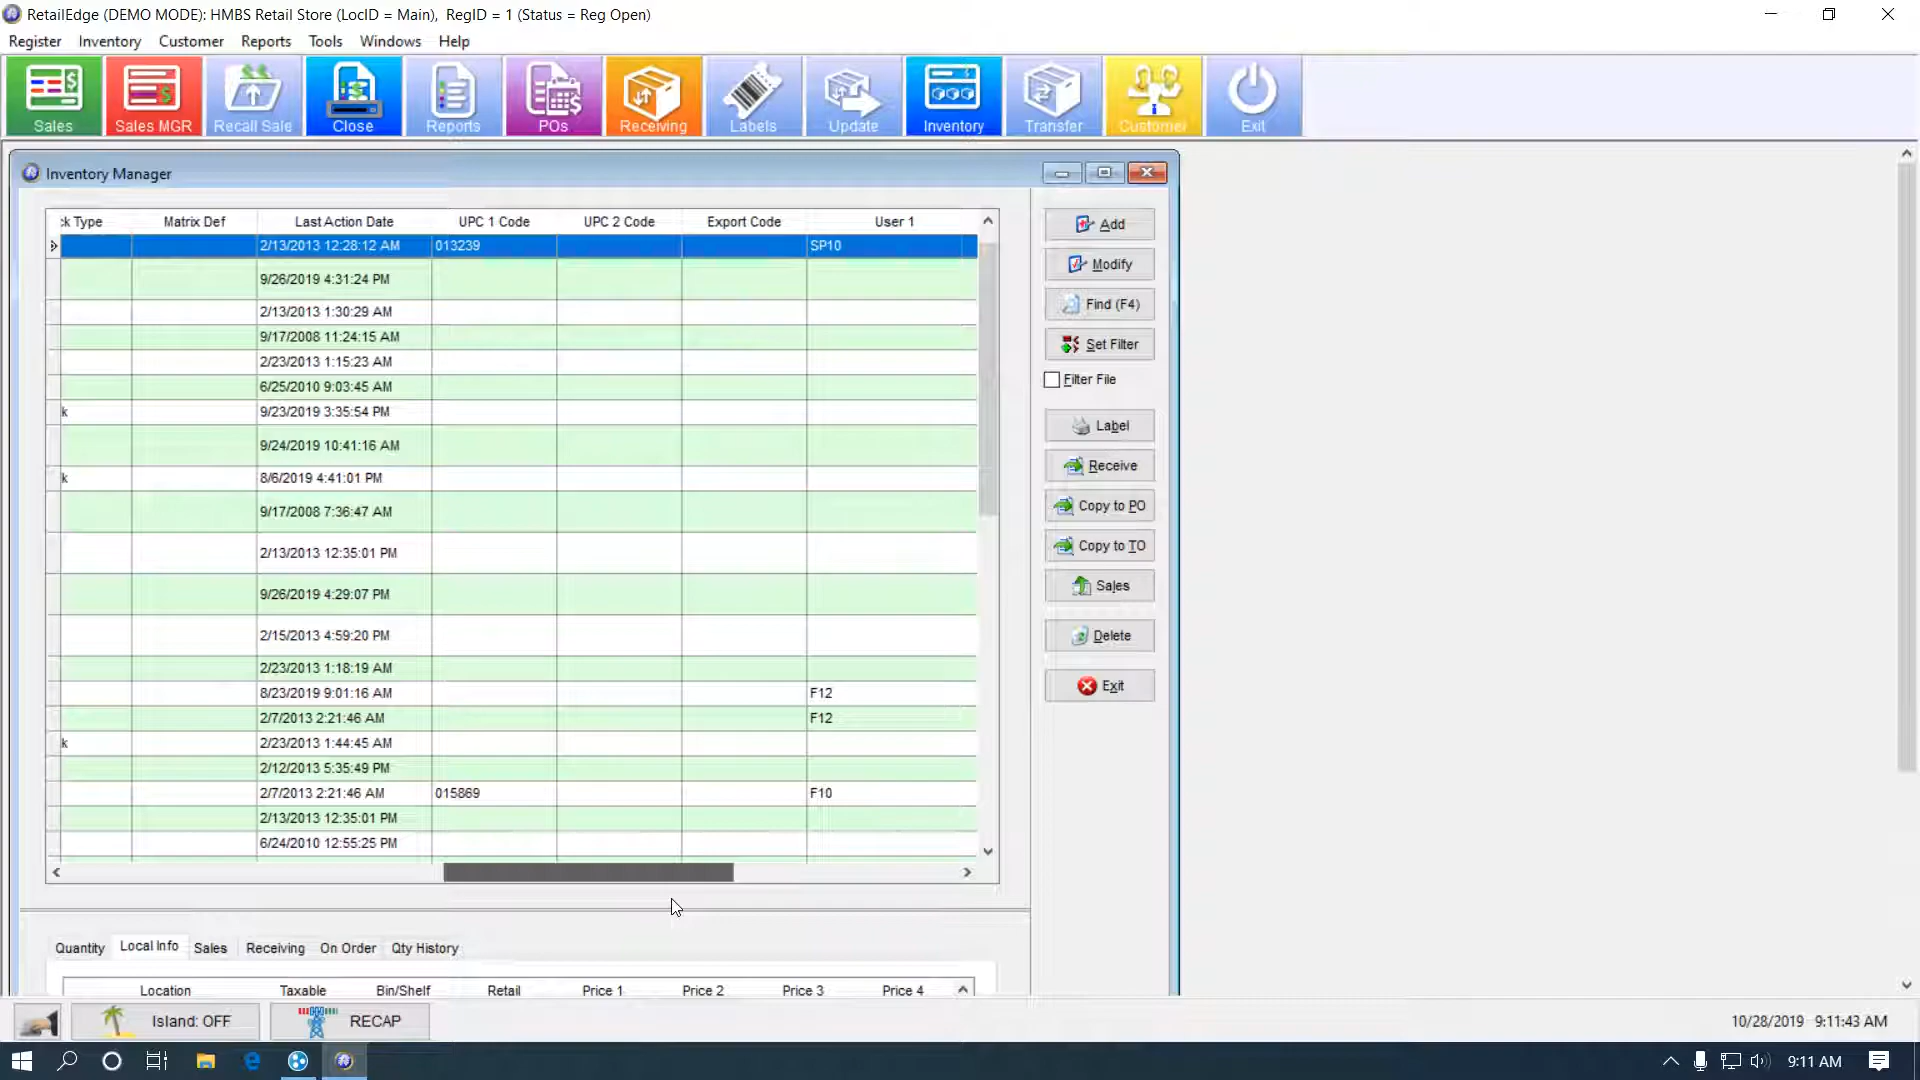 RetailEdge (DEMO MODE): HMBS Retail Store (LocID = Main), RegID = 1 (Status = Reg Open)
Register Inventory Customer Reports Tools Windows Help
Sales Sales MGR Recall Sale Close Reports POs Receiving Labels Update Inventory Transfer Customer Exit
Inventory Manager
k Type Matrix Def Last Action Date UPC 1 Code UPC 2 Code Export Code User 1
2/13/2013 12:28:12 AM 013239 SP10
9/26/2019 4:31:24 PM
2/13/2013 1:30:29 AM
9/17/2008 11:24:15 AM
2/23/2013 1:15:23 AM
6/25/2010 9:03:45 AM
k 9/23/2019 3:35:54 PM
9/24/2019 10:41:16 AM
k 8/6/2019 4:41:01 PM
9/17/2008 7:36:47 AM
2/13/2013 12:35:01 PM
9/26/2019 4:29:07 PM
2/15/2013 4:59:20 PM
2/23/2013 1:18:19 AM
8/23/2019 9:01:16 AM F12
2/7/2013 2:21:46 AM F12
k 2/23/2013 1:44:45 AM
2/12/2013 5:35:49 PM
2/7/2013 2:21:46 AM 015869 F10
2/13/2013 12:35:01 PM
6/24/2010 12:55:25 PM
Add
Modify
Find (F4)
Set Filter
Filter File
Label
Receive
Copy to PO
Copy to TO
Sales
Delete
Exit
Quantity Local Info Sales Receiving On Order Qty History
Location Taxable Bin/Shelf Retail Price 1 Price 2 Price 3 Price 4
Island: OFF RECAP 10/28/2019 9:11:43 AM
9:11 AM